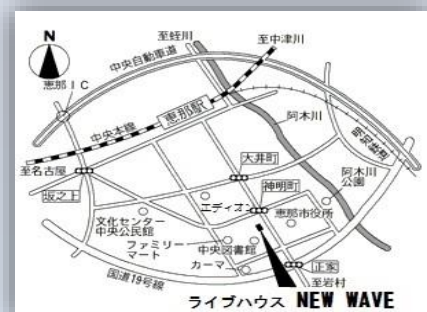 N
至蛭川
至中津川
中央自動車道
恵那IC
恵那駅
中央本線
阿木川
明知鉄道
至名古屋
大井町
阿木川
公園
坂之上
神明町
エディオン
文化センター
中央公民館
恵那市役所
ファミリー
マート
中央図書館
カーマ
正家
国道19号線
至岩村
ライブハウス NEW WAVE